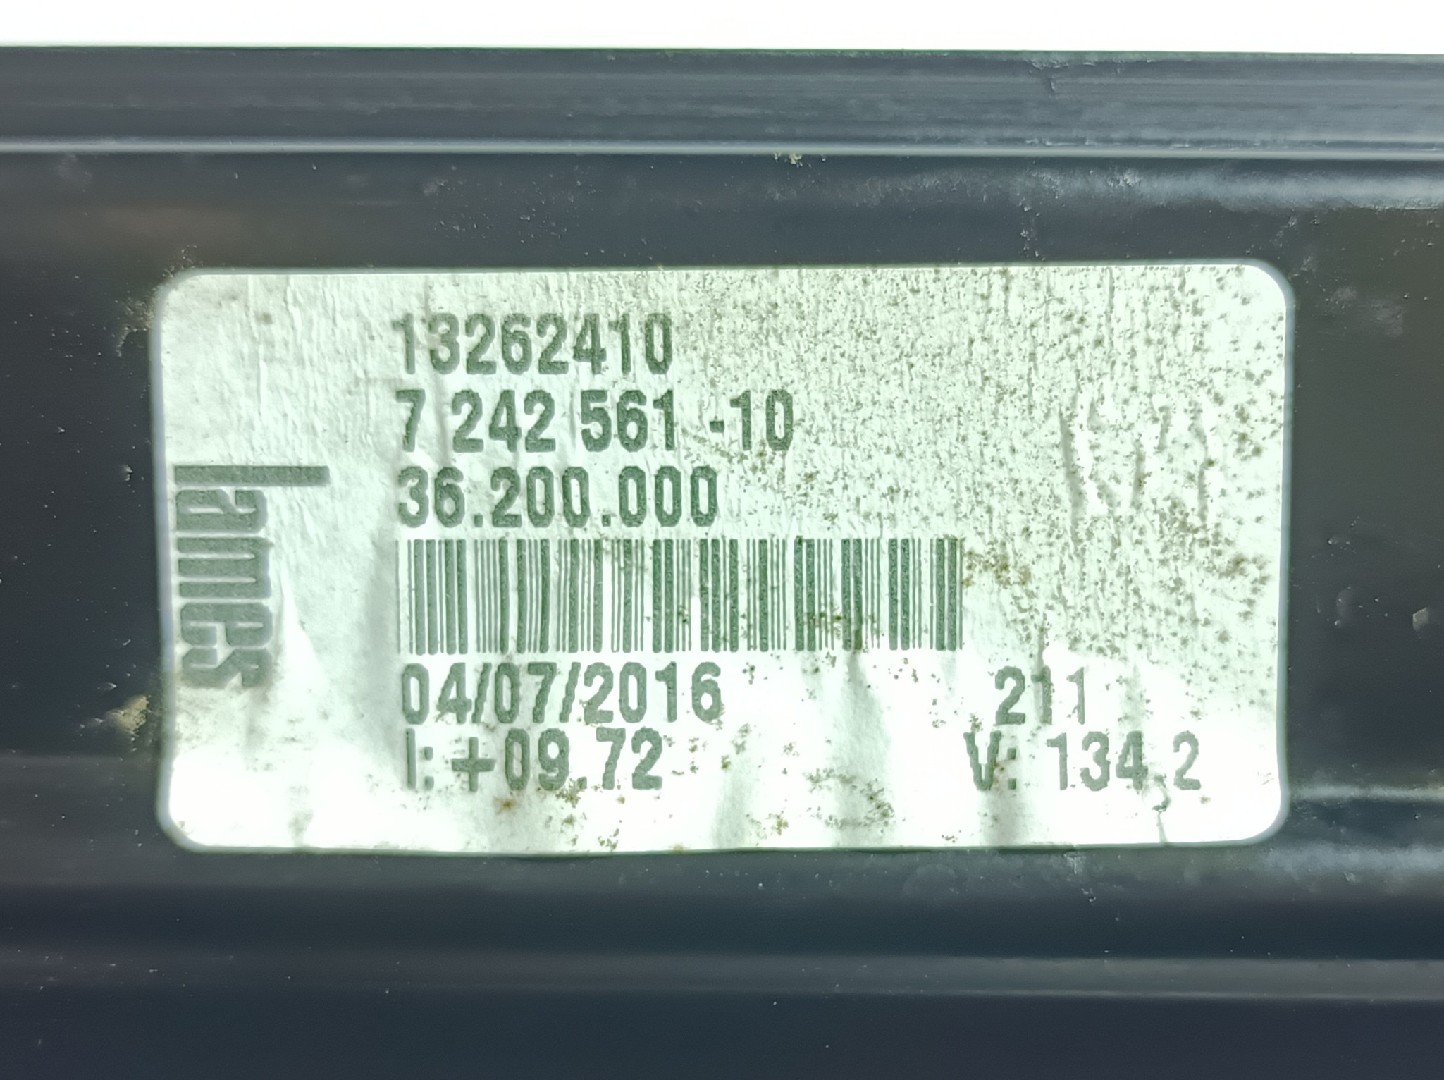 13262410
7 242 561 -10
36.200.000
lames
04/07/2016 211
I: +09.72 V: 134.2